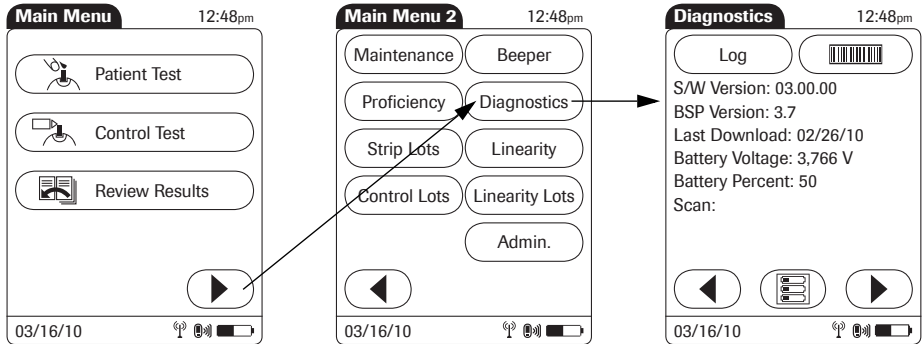 Main Menu 12:48pm
Patient Test
Control Test
Review Results
03/16/10
Main Menu 2 12:48pm
Maintenance Beeper
Proficiency Diagnostics
Strip Lots Linearity
Control Lots Linearity Lots
Admin.
03/16/10
Diagnostics 12:48pm
Log
S/W Version: 03.00.00
BSP Version: 3.7
Last Download: 02/26/10
Battery Voltage: 3,766 V
Battery Percent: 50
Scan:
03/16/10